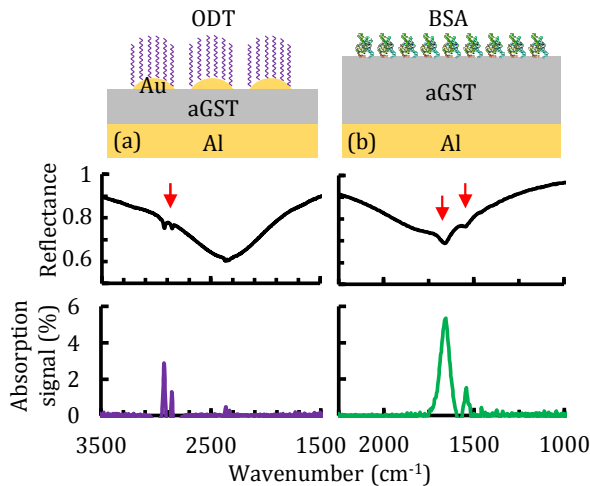 ODT BSA
Au
aGST aGST
(a) Al (b) Al
1
0.8
0.6
Reflectance
6
4
2
0
Absorption
signal (%)
3500 2500 1500 2000 1500 1000
Wavenumber (cm⁻¹)